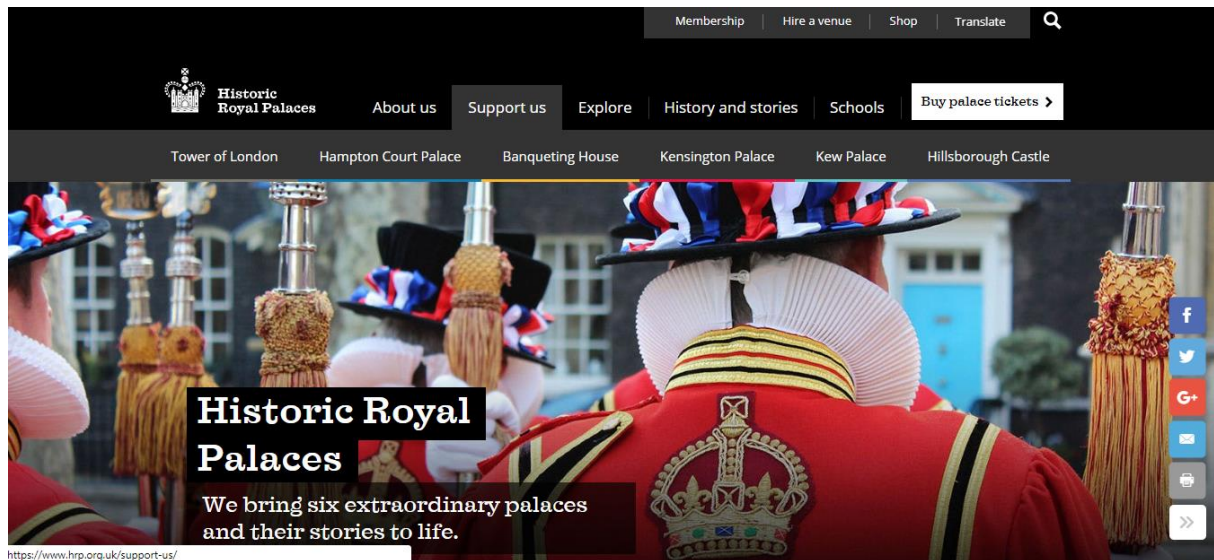 Membership Hire a venue Shop Translate
Historic
Royal Palaces
About us Support us Explore History and stories Schools Buy palace tickets
Tower of London Hampton Court Palace Banqueting House Kensington Palace Kew Palace Hillsborough Castle
Historic Royal
Palaces
We bring six extraordinary palaces
and their stories to life.
f
G+
https://www.hrp.org.uk/support-us/